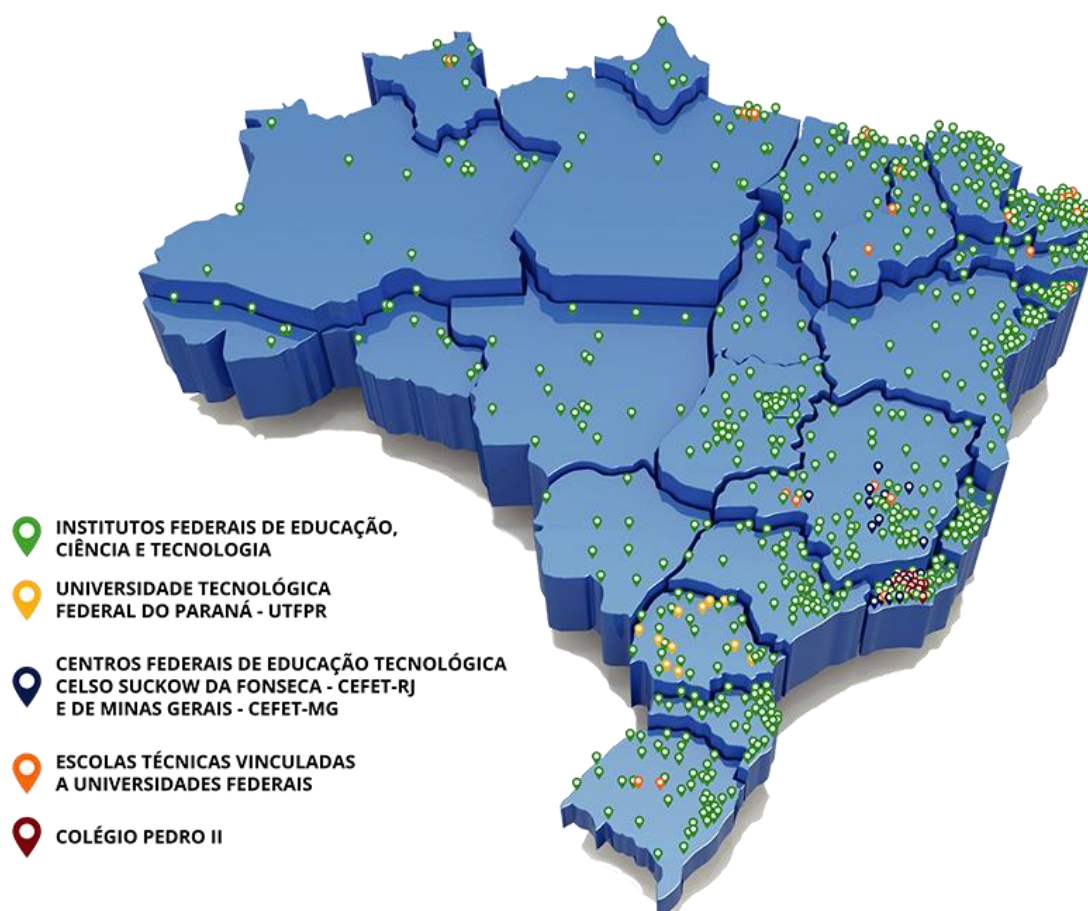 INSTITUTOS FEDERAIS DE EDUCAÇÃO,
CIÊNCIA E TECNOLOGIA
UNIVERSIDADE TECNOLÓGICA
FEDERAL DO PARANÁ - UTFPR
CENTROS FEDERAIS DE EDUCAÇÃO TECNOLÓGICA
CELSO SUCKOW DA FONSECA - CEFET-RJ
E DE MINAS GERAIS - CEFET-MG
ESCOLAS TÉCNICAS VINCULADAS
A UNIVERSIDADES FEDERAIS
COLÉGIO PEDRO II